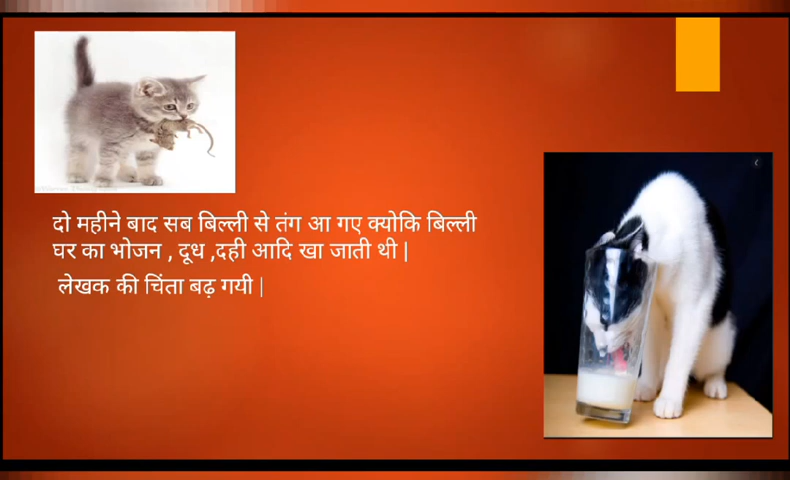 दो महीने बाद सब बिल्ली से तंग आ गए क्योकि बिल्ली
घर का भोजन , दूध ,दही आदि खा जाती थी |
लेखक की चिंता बढ़ गयी |